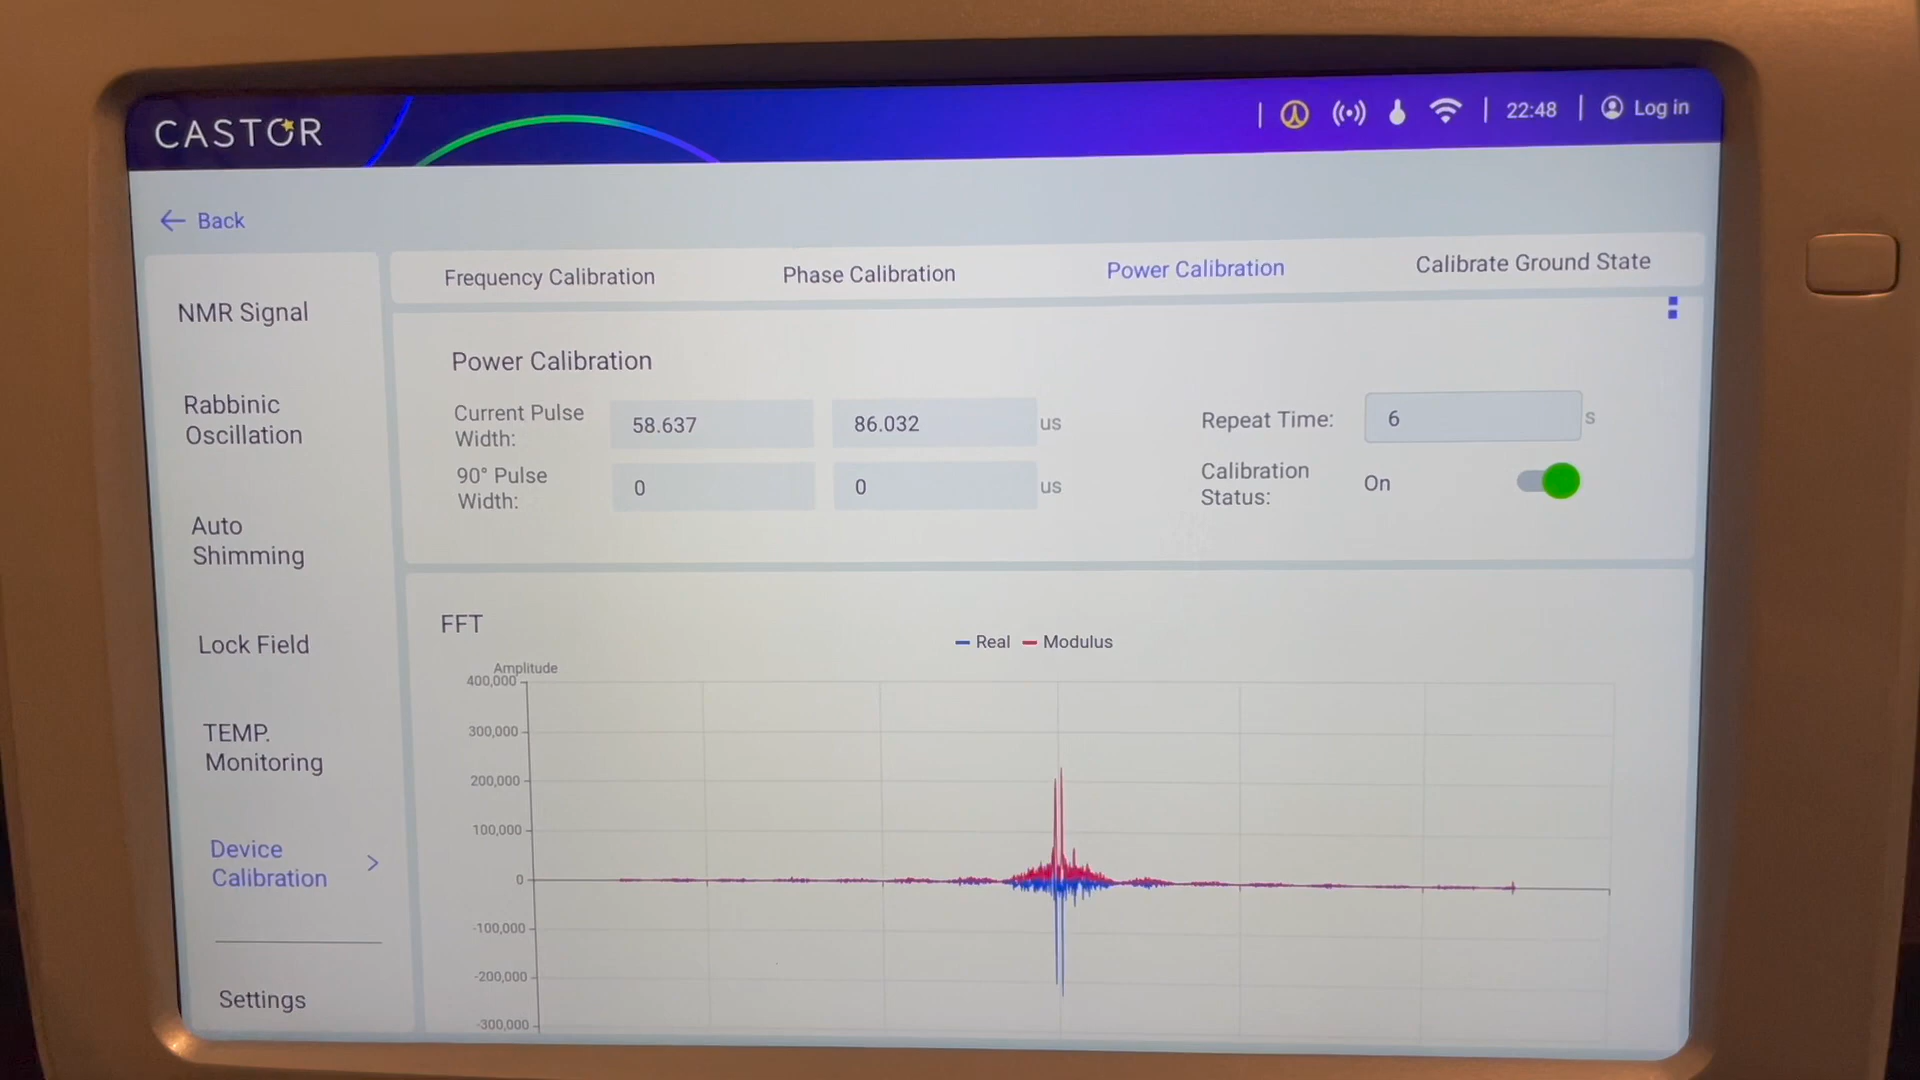 CASTOR
22:48
Log in
Back
NMR Signal
Rabbinic
Oscillation
Auto
Shimming
Lock Field
TEMP.
Monitoring
Device
Calibration
Settings
Frequency Calibration
Phase Calibration
Power Calibration
Calibrate Ground State
Power Calibration
Current Pulse
Width:
58.637
86.032
us
90° Pulse
Width:
0
0
us
Repeat Time:
6
s
Calibration
Status:
On
FFT
Real
Modulus
Amplitude
400,000
300,000
200,000
100,000
0
-100,000
-200,000
-300,000